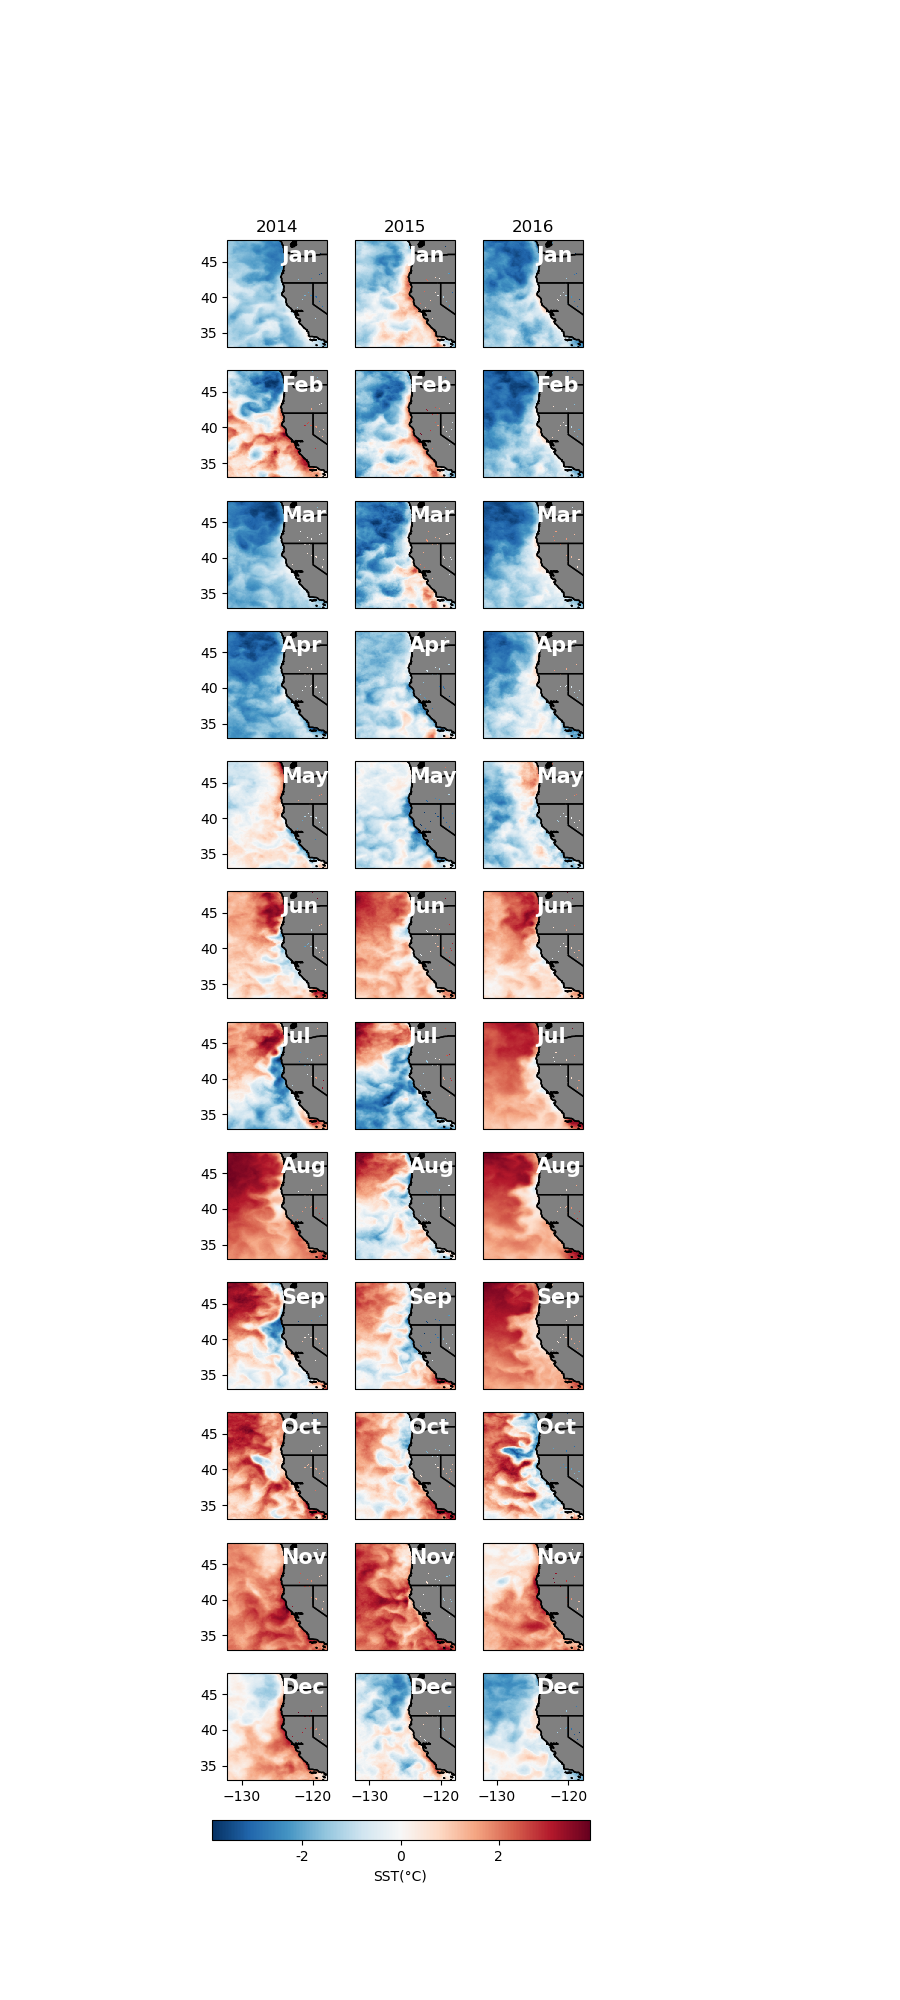 2014 2015 2016
45 Jan Jan Jan
40
35
45 Feb Feb Feb
40
35
45 Mar Mar Mar
40
35
45 Apr Apr Apr
40
35
45 May May May
40
35
45 Jun Jun Jun
40
35
45 Jul Jul Jul
40
35
45 Aug Aug Aug
40
35
45 Sep Sep Sep
40
35
45 Oct Oct Oct
40
35
45 Nov Nov Nov
40
35
45 Dec Dec Dec
40
35
−130 −120 −130 −120 −130 −120
-2 0 2
SST(°C)